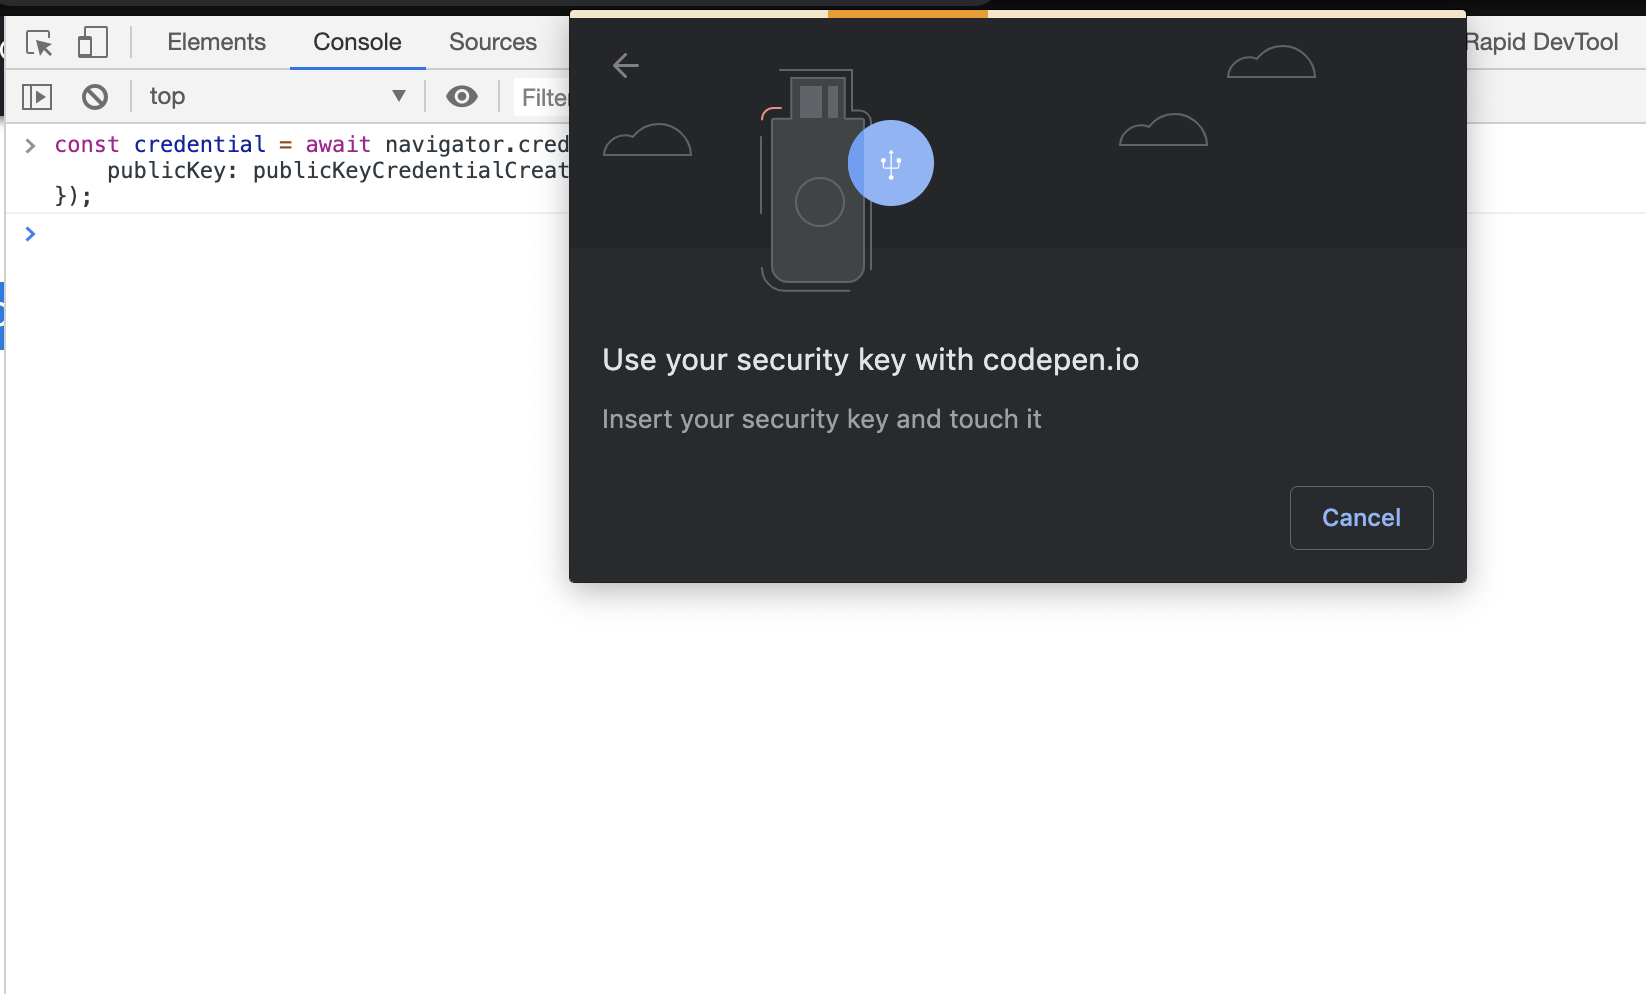 Elements Console Sources Rapid DevTool
top Filter
const credential = await navigator.cred
publicKey: publicKeyCredentialCreat
});
Use your security key with codepen.io
Insert your security key and touch it
Cancel